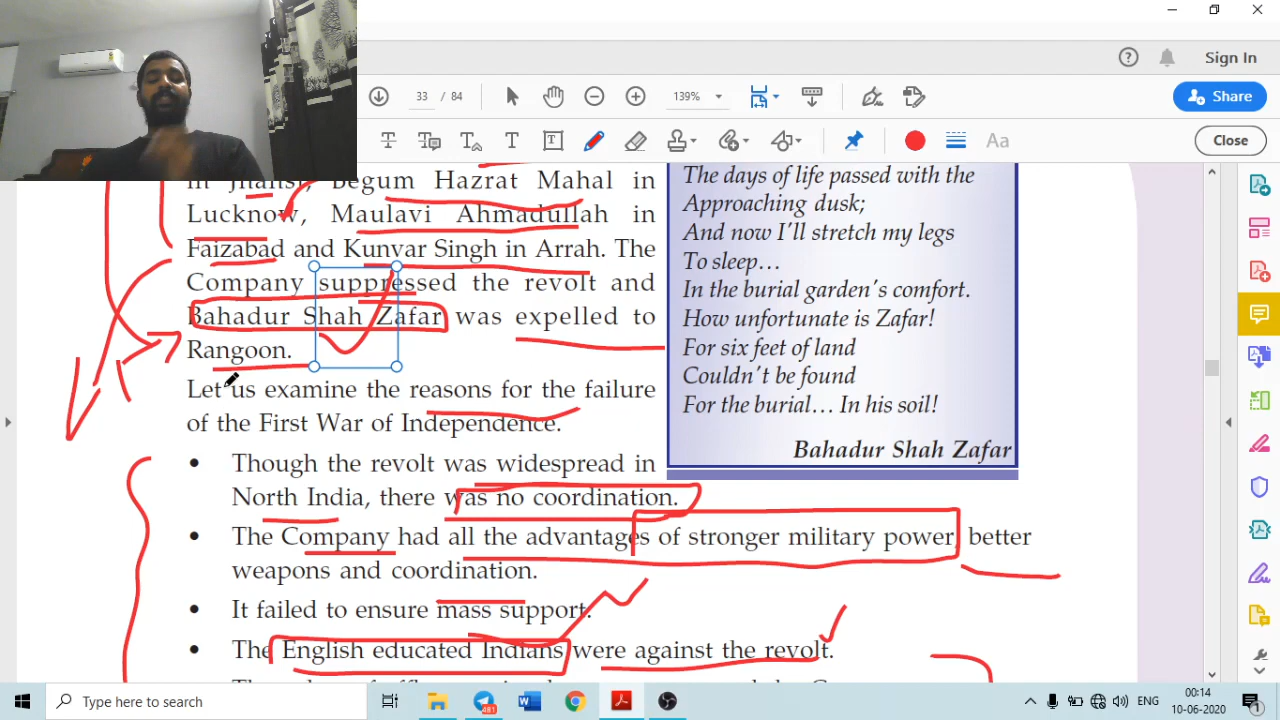 Sign In
33 / 84
139%
Share
T
T
T
T
Aa
Close
in Jhansi, Begum Hazrat Mahal in
Lucknow, Maulavi Ahmadullah in
Faizabad and Kunvar Singh in Arrah. The
Company suppressed the revolt and
Bahadur Shah Zafar was expelled to
Rangoon.
Let us examine the reasons for the failure
of the First War of Independence.
• Though the revolt was widespread in
North India, there was no coordination.
• The Company had all the advantages of stronger military power, better
weapons and coordination.
• It failed to ensure mass support.
• The English educated Indians were against the revolt.
The days of life passed with the
Approaching dusk;
And now I'll stretch my legs
To sleep…
In the burial garden's comfort.
How unfortunate is Zafar!
For six feet of land
Couldn't be found
For the burial… In his soil!
Bahadur Shah Zafar
Type here to search
481
ENG
00:14
10-06-2020
1